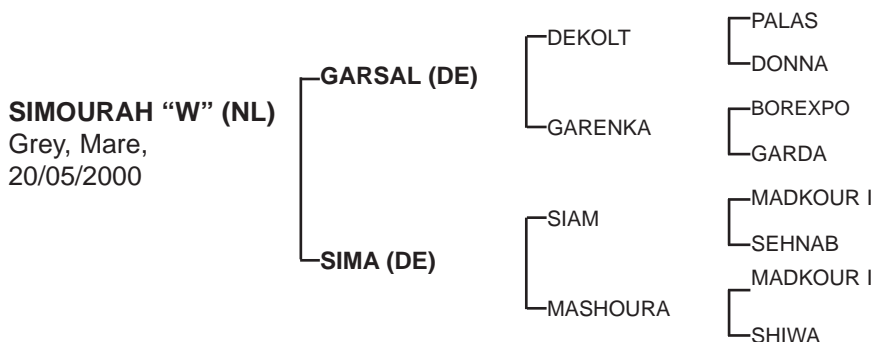 SIMOURAH “W” (NL)
Grey, Mare,
20/05/2000
GARSAL (DE)
SIMA (DE)
DEKOLT
GARENKA
SIAM
MASHOURA
PALAS
DONNA
BOREXPO
GARDA
MADKOUR I
SEHNAB
MADKOUR I
SHIWA